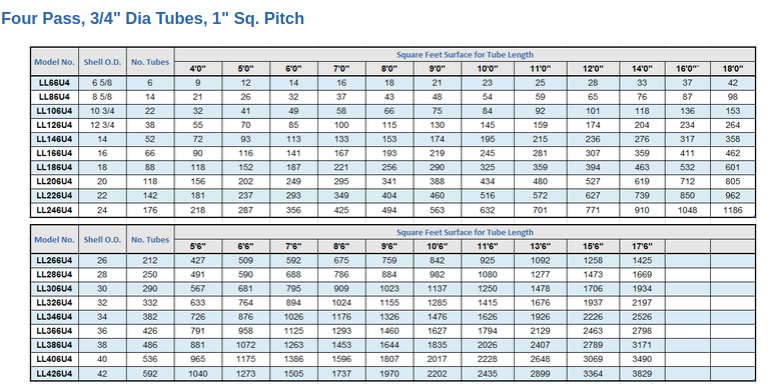 Four Pass, 3/4" Dia Tubes, 1" Sq. Pitch
Model No. Shell O.D. No. Tubes Square Feet Surface for Tube Length
4'0" 5'0" 6'0" 7'0" 8'0" 9'0" 10'0" 11'0" 12'0" 14'0" 16'0" 18'0"
LL66U4 6 5/8 6 9 12 14 16 18 21 23 25 28 33 37 42
LL86U4 8 5/8 14 21 26 32 37 43 48 54 59 65 76 87 98
LL106U4 10 3/4 22 32 41 49 58 66 75 84 92 101 118 136 153
LL126U4 12 3/4 38 55 70 85 100 115 130 145 159 174 204 234 264
LL146U4 14 52 72 93 113 133 153 174 195 215 236 276 317 358
LL166U4 16 66 90 116 141 167 193 219 245 281 307 359 411 462
LL186U4 18 88 118 152 187 221 256 290 325 359 394 463 532 601
LL206U4 20 118 156 202 249 295 341 388 434 480 527 619 712 805
LL226U4 22 142 181 237 293 349 404 460 516 572 627 739 850 962
LL246U4 24 176 218 287 356 425 494 563 632 701 771 910 1048 1186
Model No. Shell O.D. No. Tubes Square Feet Surface for Tube Length
5'6" 6'6" 7'6" 8'6" 9'6" 10'6" 11'6" 13'6" 15'6" 17'6"
LL266U4 26 212 427 509 592 675 759 842 925 1092 1258 1425
LL286U4 28 250 491 590 688 786 884 982 1080 1277 1473 1669
LL306U4 30 290 567 681 795 909 1023 1137 1250 1478 1706 1934
LL326U4 32 332 633 764 894 1024 1155 1285 1415 1676 1937 2197
LL346U4 34 382 726 876 1026 1176 1326 1476 1626 1926 2226 2526
LL366U4 36 426 791 958 1125 1293 1460 1627 1794 2129 2463 2798
LL386U4 38 486 881 1072 1263 1453 1644 1835 2026 2407 2789 3171
LL406U4 40 536 965 1175 1386 1596 1807 2017 2228 2648 3069 3490
LL426U4 42 592 1040 1273 1505 1737 1970 2202 2435 2899 3364 3829